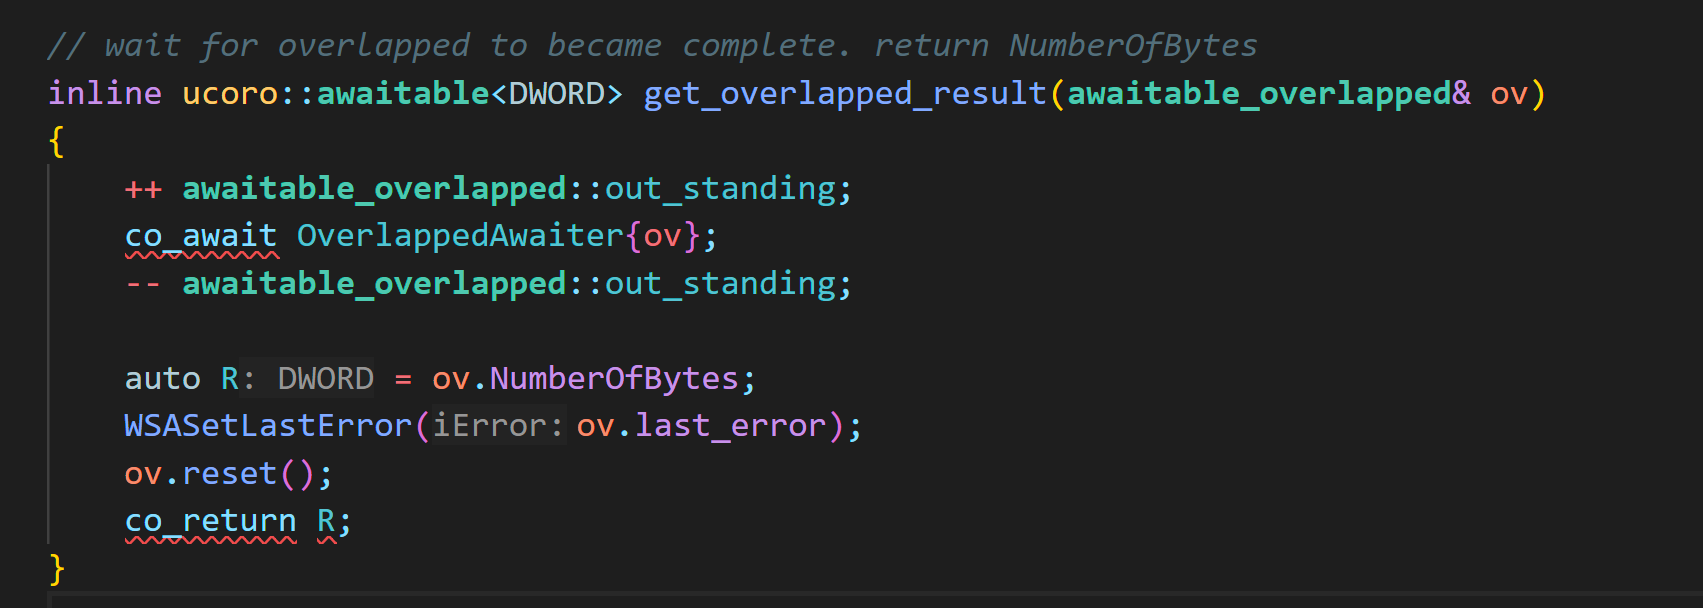 // wait for overlapped to became complete. return NumberOfBytes
inline ucoro::awaitable<DWORD> get_overlapped_result(awaitable_overlapped& ov)
{
    ++ awaitable_overlapped::out_standing;
    co_await OverlappedAwaiter{ov};
    -- awaitable_overlapped::out_standing;

    auto R: DWORD = ov.NumberOfBytes;
    WSASetLastError(iError: ov.last_error);
    ov.reset();
    co_return R;
}